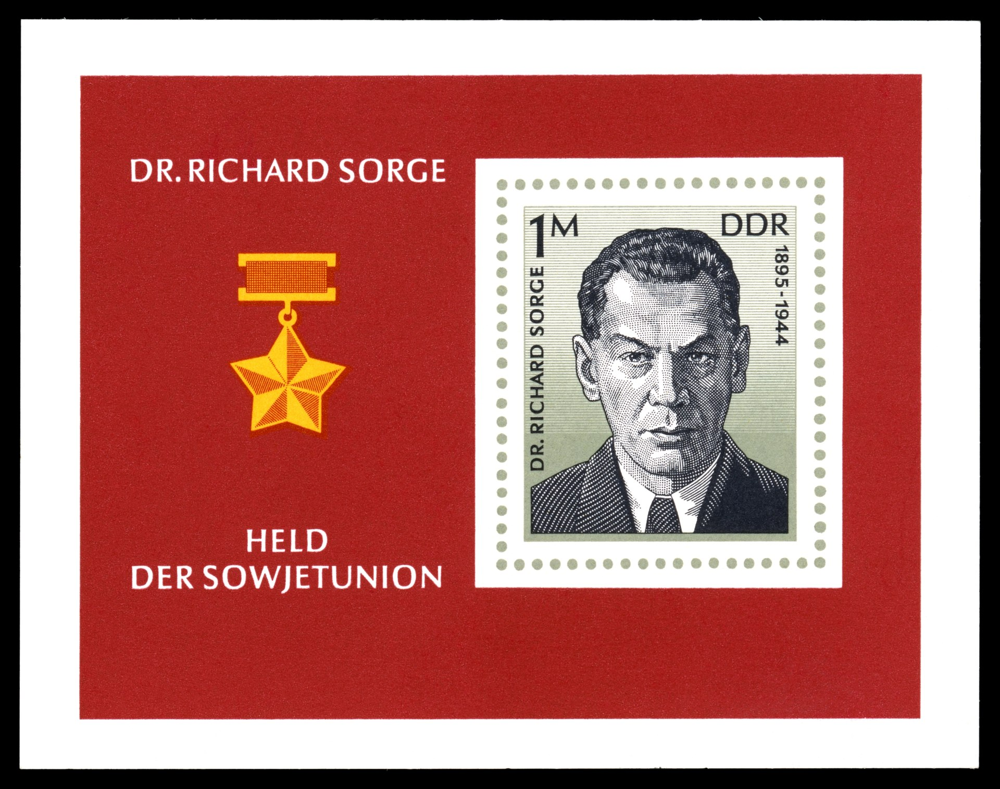 DR. RICHARD SORGE
HELD
DER SOWJETUNION
1M
DDR
DR. RICHARD SORGE
1895-1944